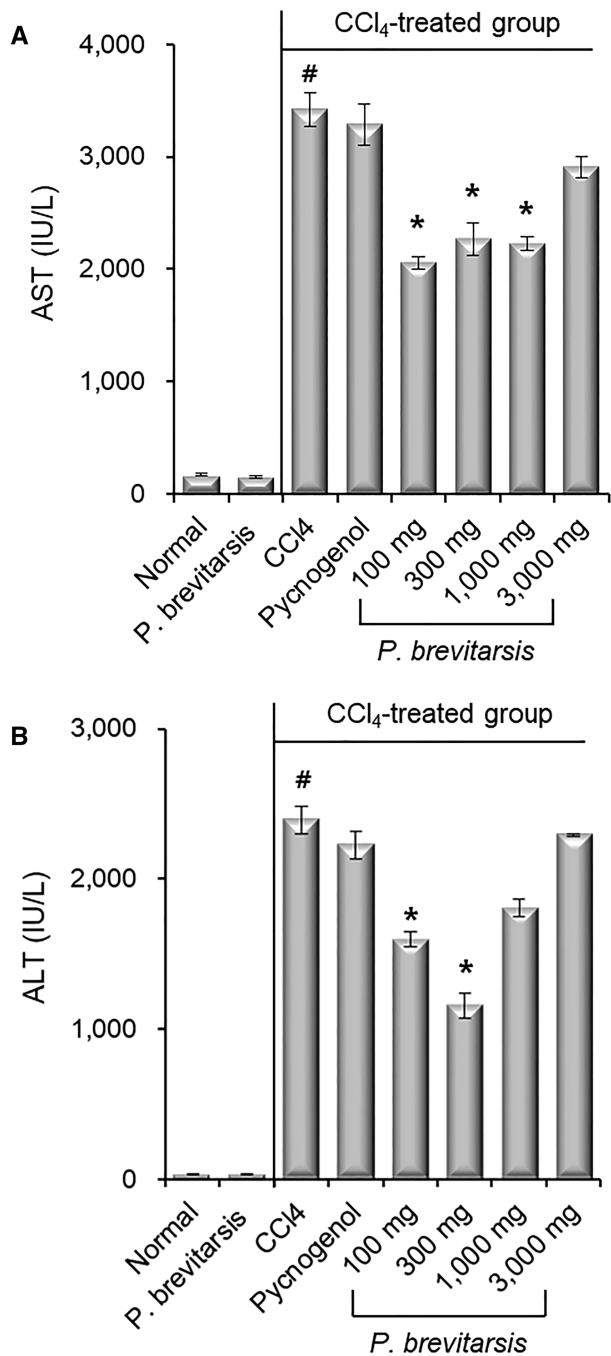 A
CCl₄-treated group
4,000
3,000
2,000
1,000
0
AST (IU/L)
#
*
*
*
Normal
P. brevitarsis
CCl4
Pycnogenol
100 mg
300 mg
1,000 mg
3,000 mg
P. brevitarsis
B
CCl₄-treated group
3,000
2,000
1,000
0
ALT (IU/L)
#
*
*
Normal
P. brevitarsis
CCl4
Pycnogenol
100 mg
300 mg
1,000 mg
3,000 mg
P. brevitarsis